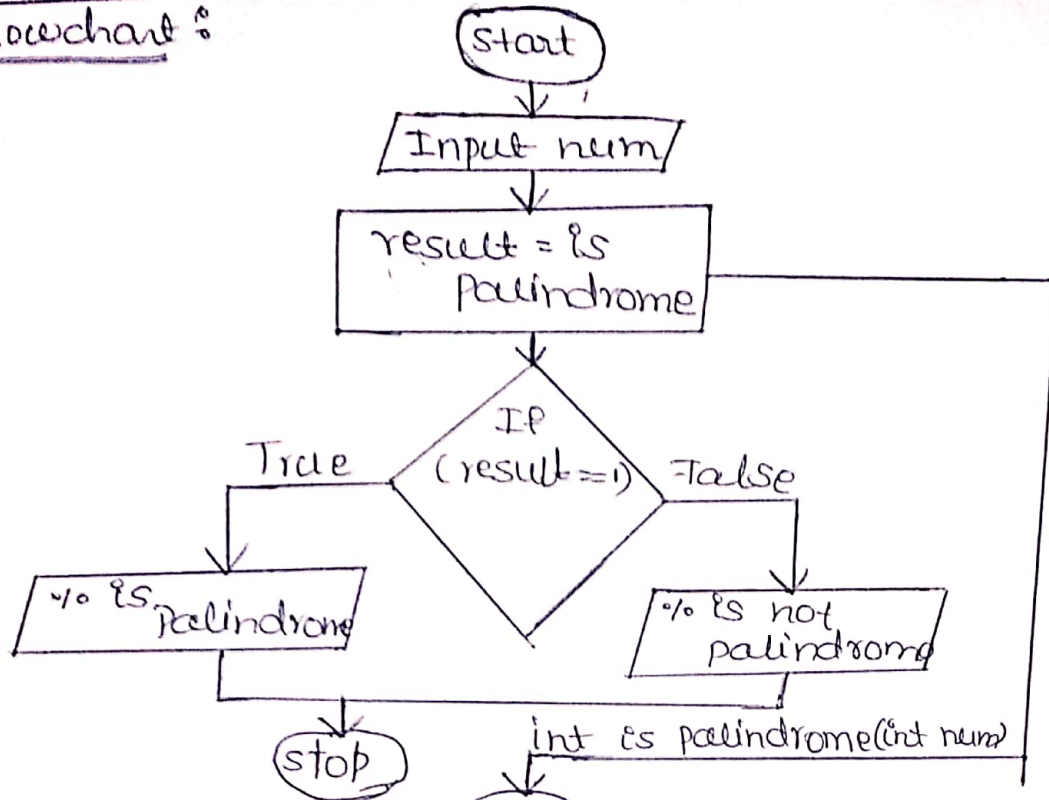 owchart :
Start
Input num
result = is
palindrome
If
(result==1)
True
False
% is
palindrome
% is not
palindrome
stop
int is palindrome(int num)